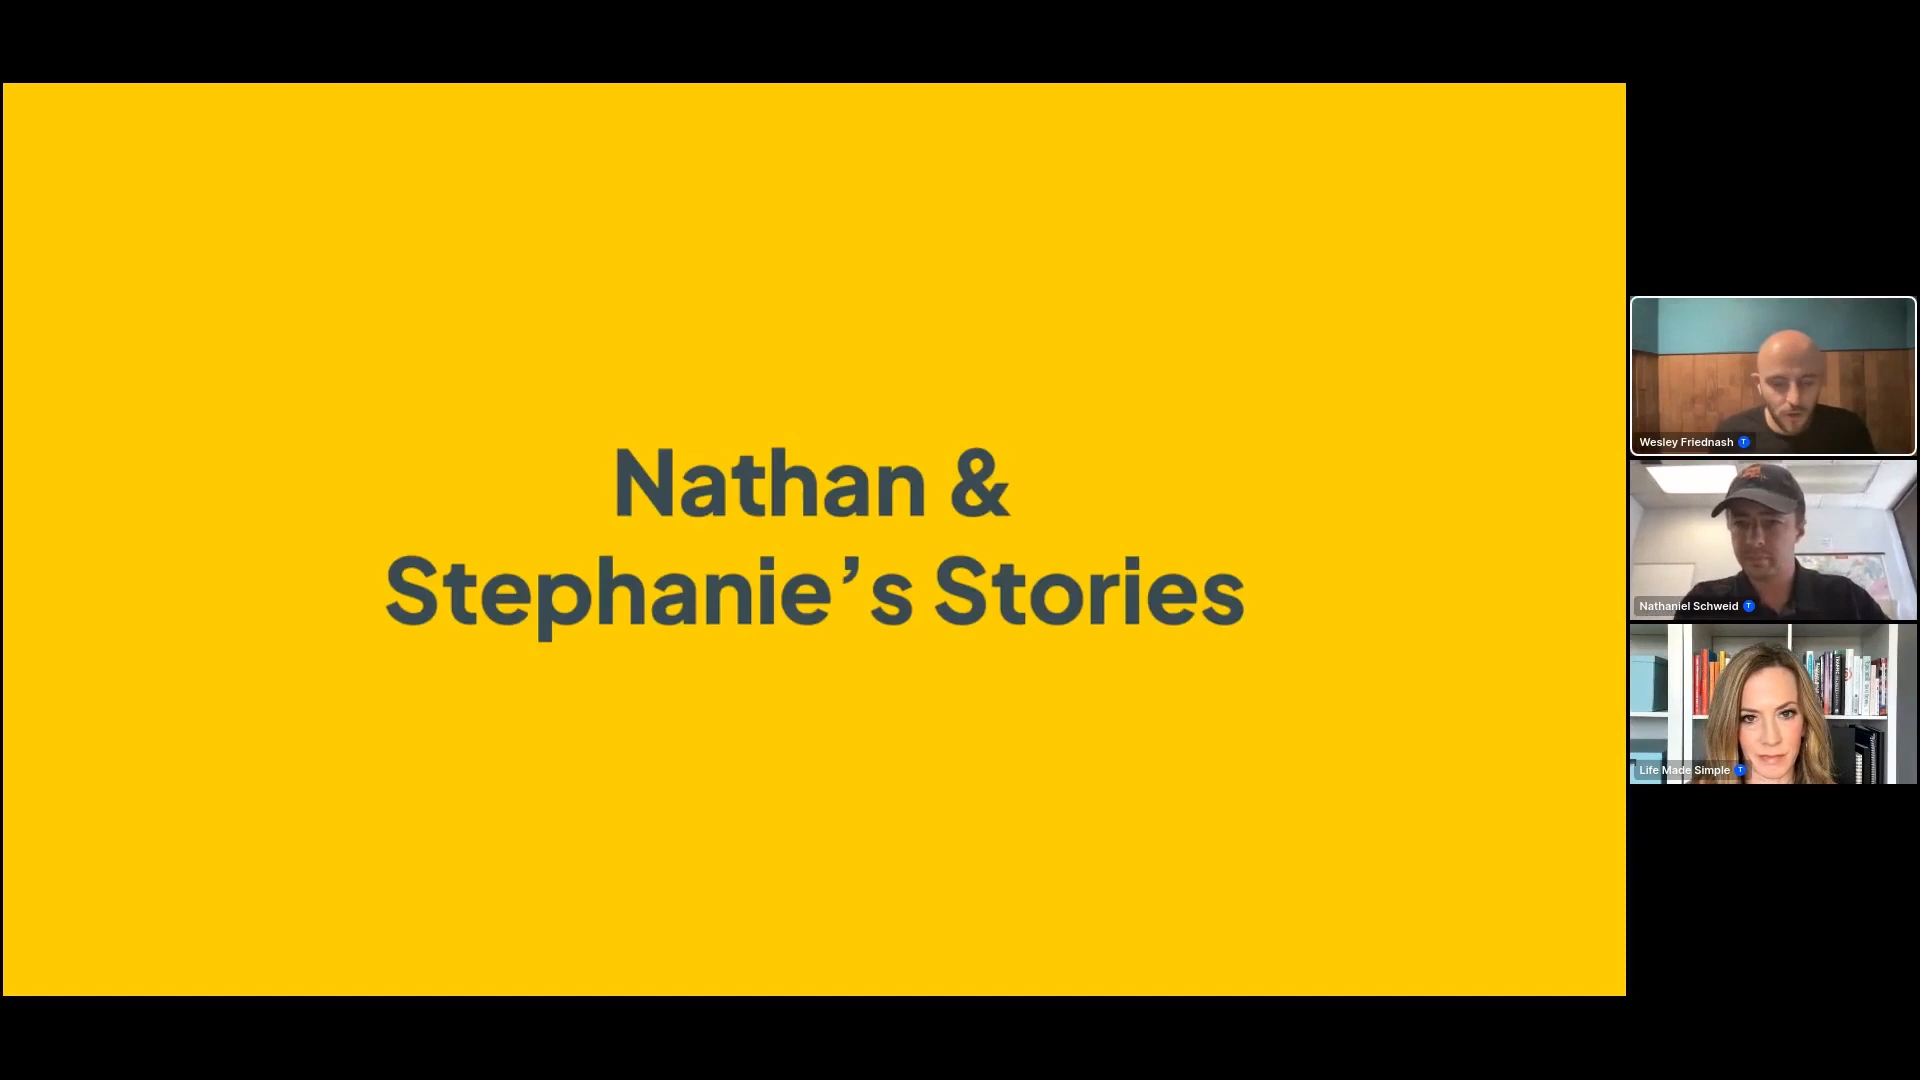 Nathan &
Stephanie’s Stories
Wesley Friednash T
Nathaniel Schweid T
Life Made Simple T